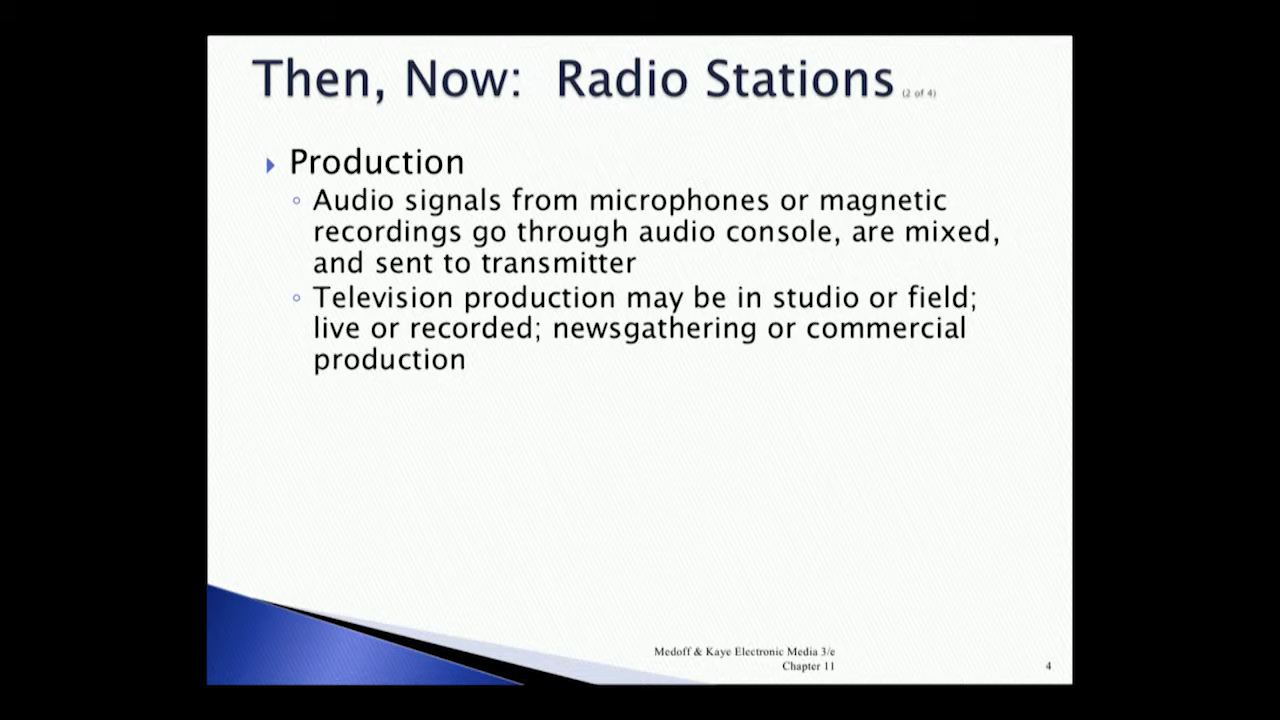 Then, Now: Radio Stations (2 of 4)
Production
Audio signals from microphones or magnetic
recordings go through audio console, are mixed,
and sent to transmitter
Television production may be in studio or field;
live or recorded; newsgathering or commercial
production
Medoff & Kaye Electronic Media 3/e
Chapter 11
4